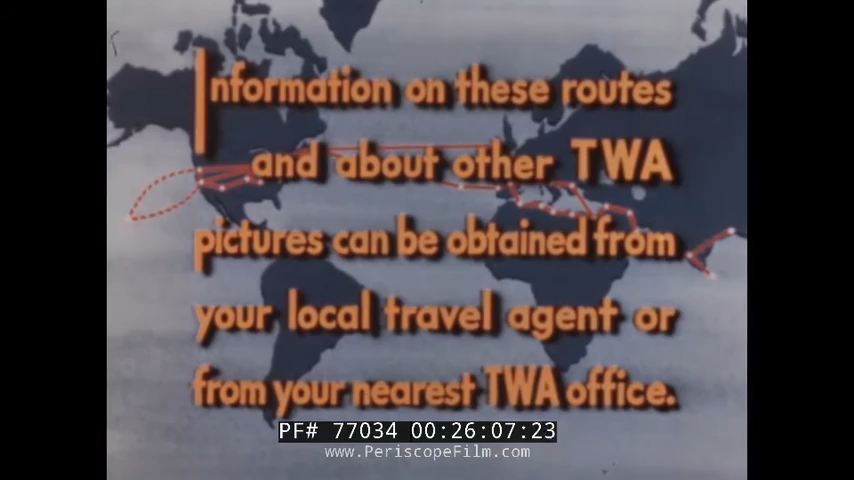 Information on these routes
and about other TWA
pictures can be obtained from
your local travel agent or
from your nearest TWA office.
PF# 77034 00:26:07:23
www.PeriscopeFilm.com